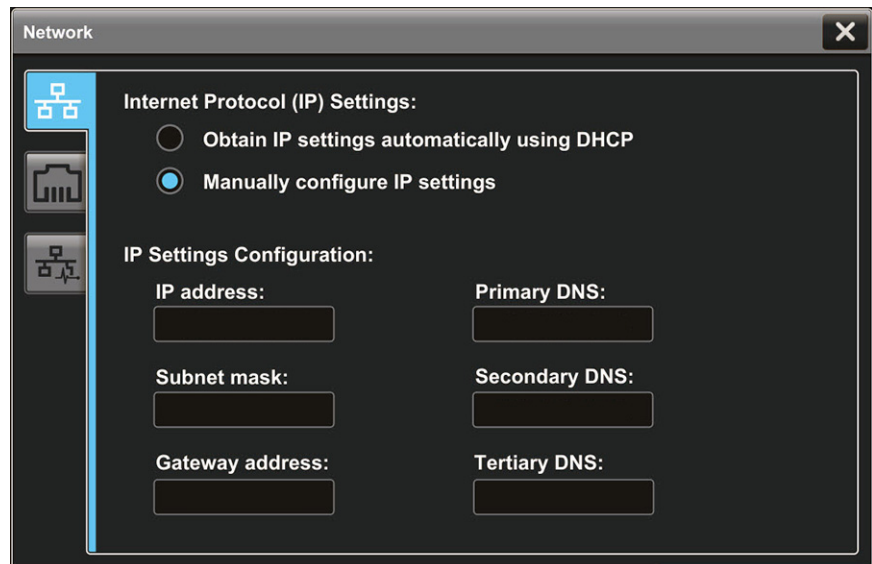 Network
Internet Protocol (IP) Settings:
Obtain IP settings automatically using DHCP
Manually configure IP settings
IP Settings Configuration:
IP address:
Primary DNS:
Subnet mask:
Secondary DNS:
Gateway address:
Tertiary DNS: